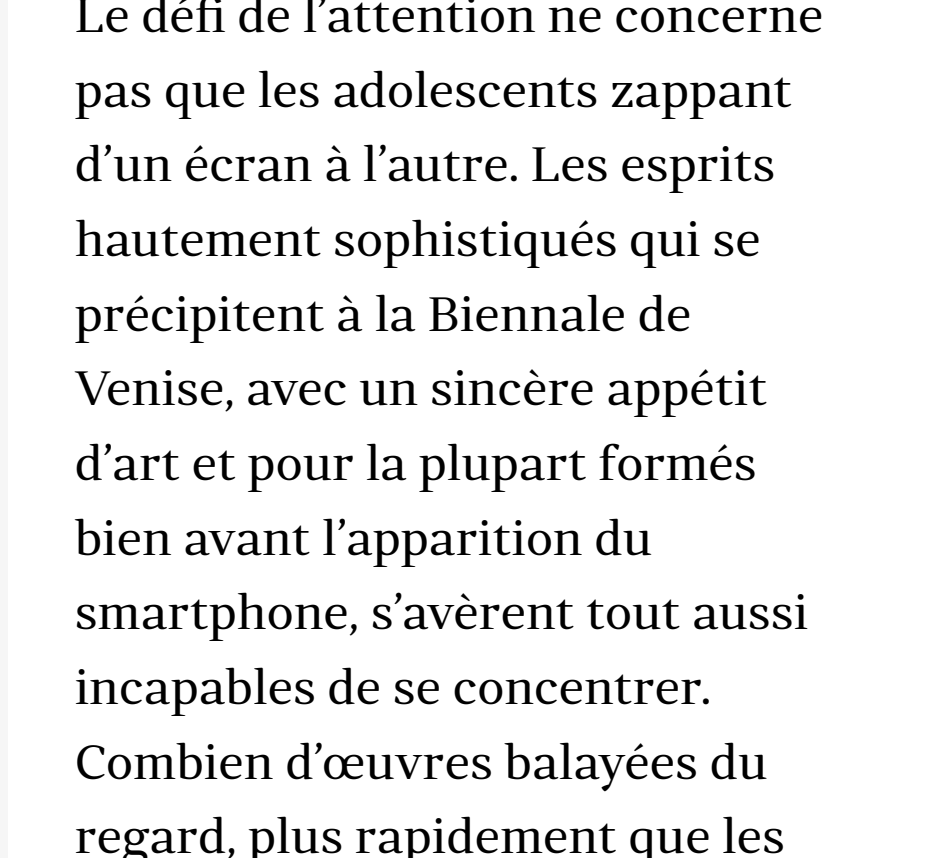 Le défi de l’attention ne concerne
pas que les adolescents zappant
d’un écran à l’autre. Les esprits
hautement sophistiqués qui se
précipitent à la Biennale de
Venise, avec un sincère appétit
d’art et pour la plupart formés
bien avant l’apparition du
smartphone, s’avèrent tout aussi
incapables de se concentrer.
Combien d’œuvres balayées du
regard, plus rapidement que les